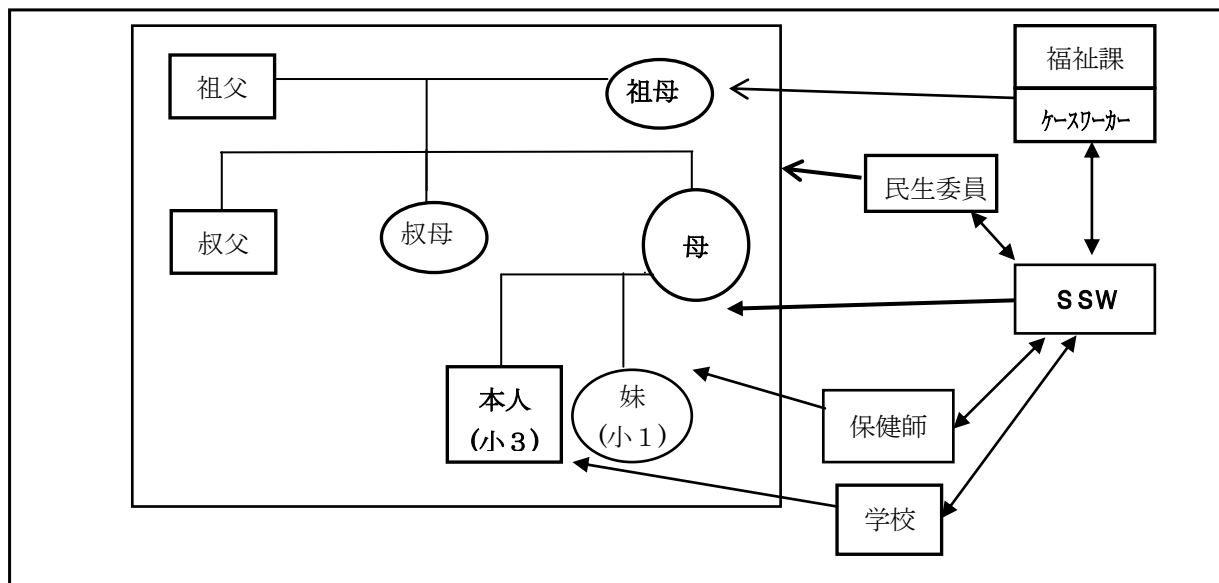 祖父
祖母
福祉課
ケースワーカー
民生委員
叔父
叔母
母
SSW
本人
(小3)
妹
(小1)
保健師
学校